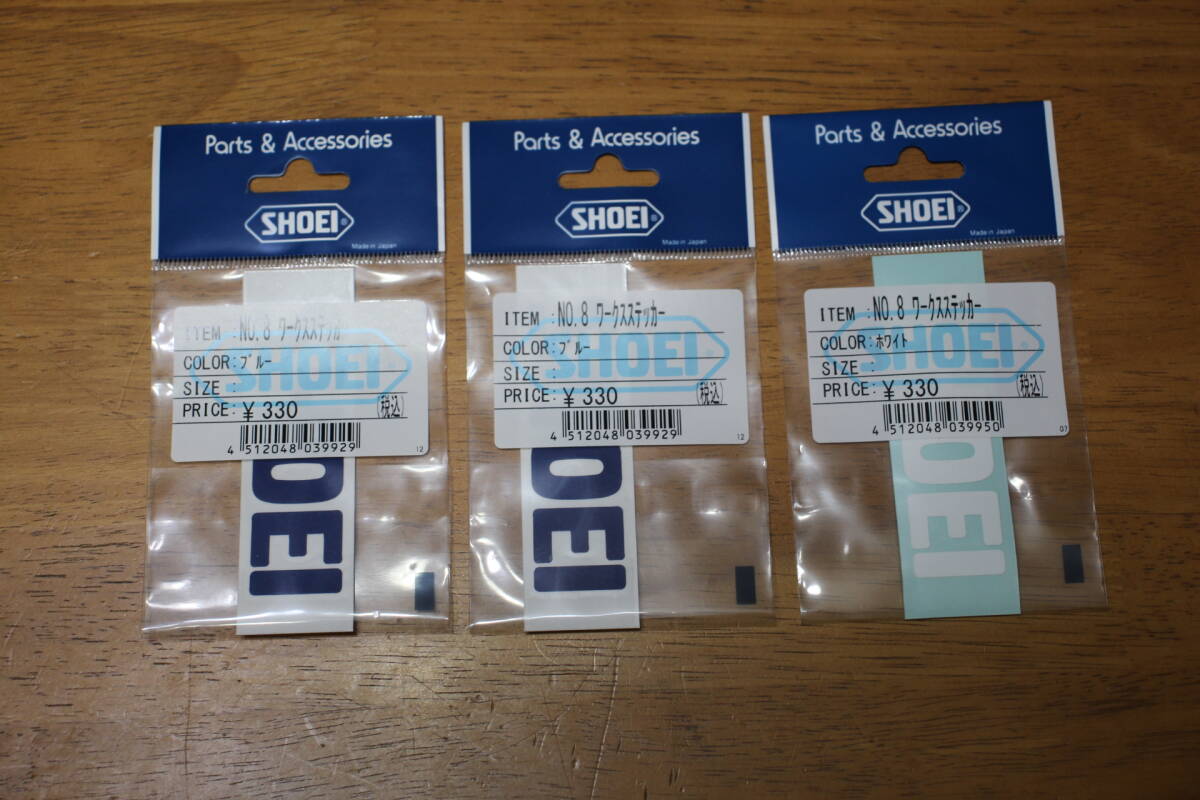 Parts & Accessories
SHOEI®
Made in Japan
ITEM :NO.8 ワークスステッカー
COLOR:ブルー
SIZE :
PRICE:¥330 (税込)
SHOEI
4 512048 039929
12
OEI
Parts & Accessories
SHOEI®
Made in Japan
ITEM :NO.8 ワークスステッカー
COLOR:ブルー
SIZE :
PRICE:¥330 (税込)
SHOEI
4 512048 039929
12
OEI
Parts & Accessories
SHOEI®
Made in Japan
ITEM :NO.8 ワークスステッカー
COLOR:ホワイト
SIZE :
PRICE:¥330 (税込)
SHOEI
4 512048 039950
07
OEI